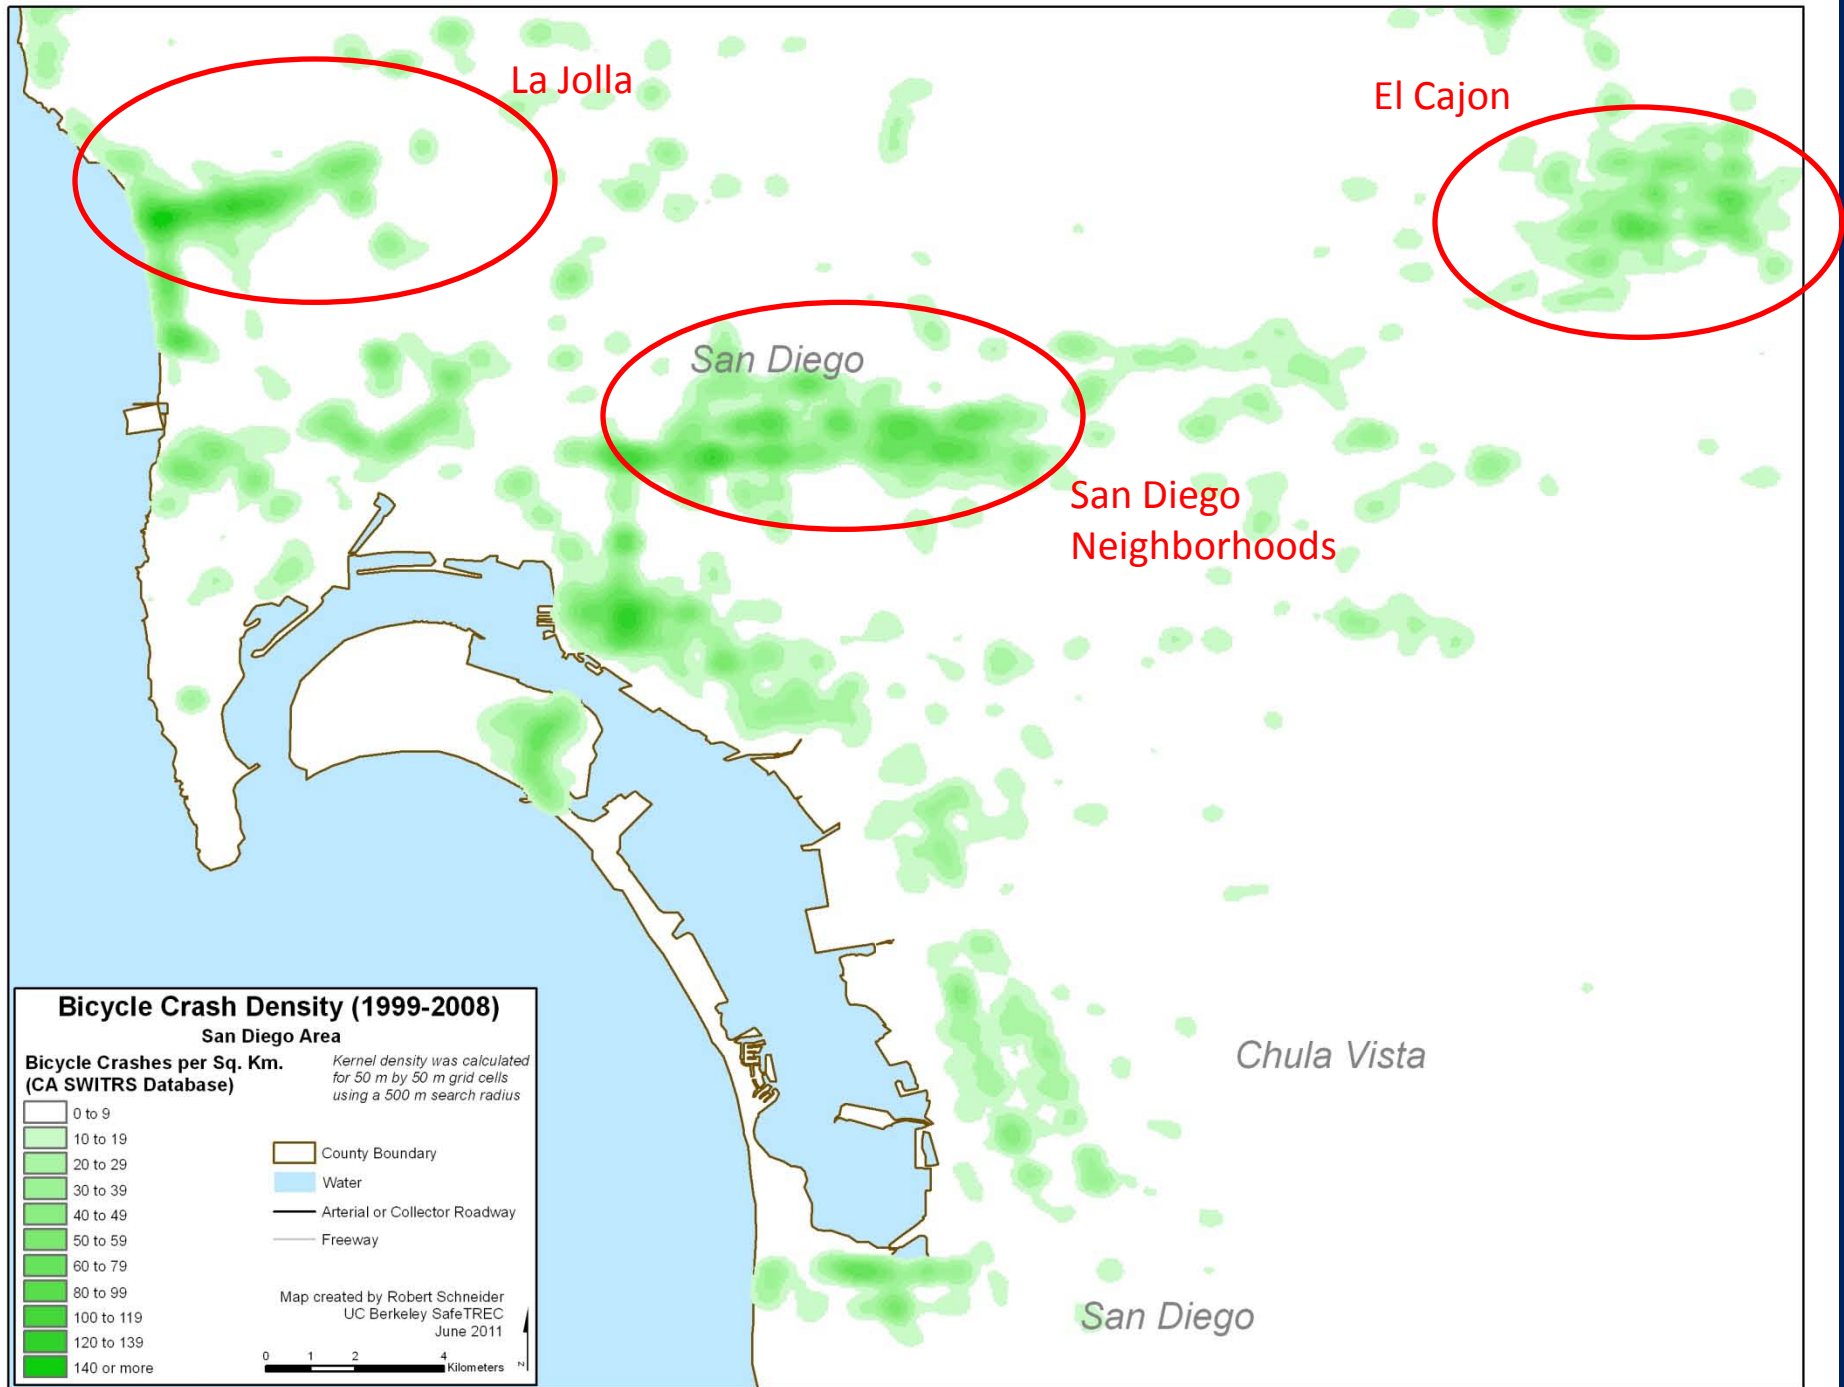 La Jolla
El Cajon
San Diego
San Diego
Neighborhoods
Chula Vista
San Diego
Bicycle Crash Density (1999-2008)
San Diego Area
Bicycle Crashes per Sq. Km.
(CA SWITRS Database)
Kernel density was calculated
for 50 m by 50 m grid cells
using a 500 m search radius
0 to 9
10 to 19
20 to 29
30 to 39
40 to 49
50 to 59
60 to 79
80 to 99
100 to 119
120 to 139
140 or more
County Boundary
Water
Arterial or Collector Roadway
Freeway
Map created by Robert Schneider
UC Berkeley SafeTREC
June 2011
0 1 2 4
Kilometers
N